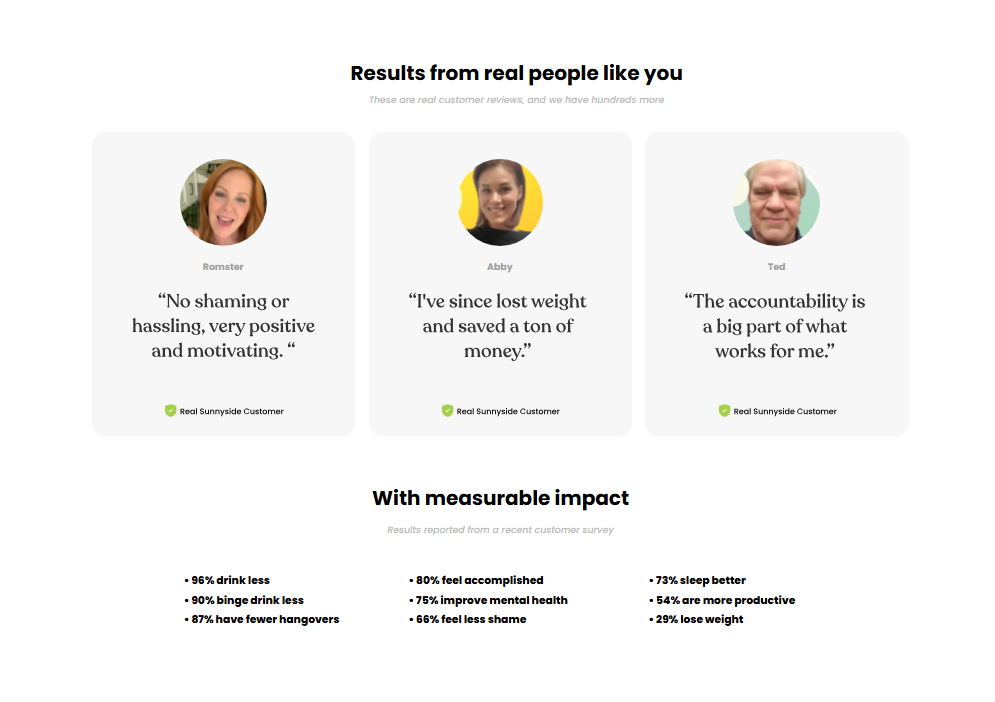 Results from real people like you
These are real customer reviews, and we have hundreds more
Romster
“No shaming or
hassling, very positive
and motivating. “
Real Sunnyside Customer
Abby
“I've since lost weight
and saved a ton of
money.”
Real Sunnyside Customer
Ted
“The accountability is
a big part of what
works for me.”
Real Sunnyside Customer
With measurable impact
Results reported from a recent customer survey
• 96% drink less
• 90% binge drink less
• 87% have fewer hangovers
• 80% feel accomplished
• 75% improve mental health
• 66% feel less shame
• 73% sleep better
• 54% are more productive
• 29% lose weight